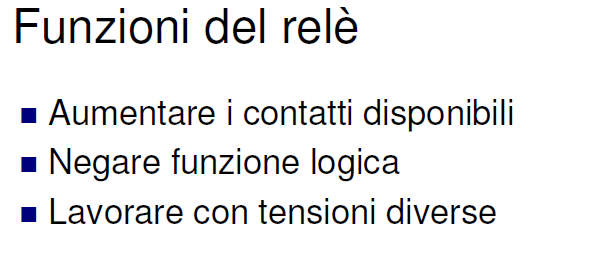 Funzioni del relè
Aumentare i contatti disponibili
Negare funzione logica
Lavorare con tensioni diverse